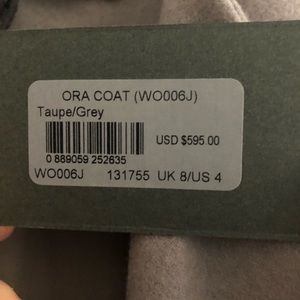 ORA COAT (WO006J)
Taupe/Grey
USD $595.00
0 889059 252635
WO006J 131755 UK 8/US 4